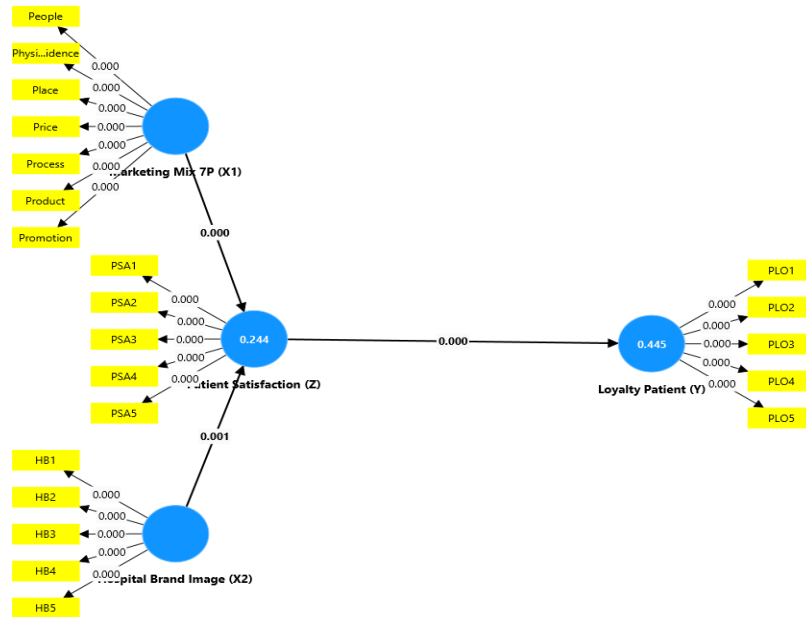 People
Physi...idence
Place
Price
Process
Product
Promotion
0.000
0.000
0.000
0.000
0.000
0.000
0.000
Marketing Mix 7P (X1)
0.000
PSA1
PSA2
PSA3
PSA4
PSA5
0.000
0.000
0.000
0.000
0.000
0.244
Patient Satisfaction (Z)
0.000
0.445
Loyalty Patient (Y)
0.000
0.000
0.000
0.000
0.000
PLO1
PLO2
PLO3
PLO4
PLO5
0.001
HB1
HB2
HB3
HB4
HB5
0.000
0.000
0.000
0.000
0.000
Hospital Brand Image (X2)